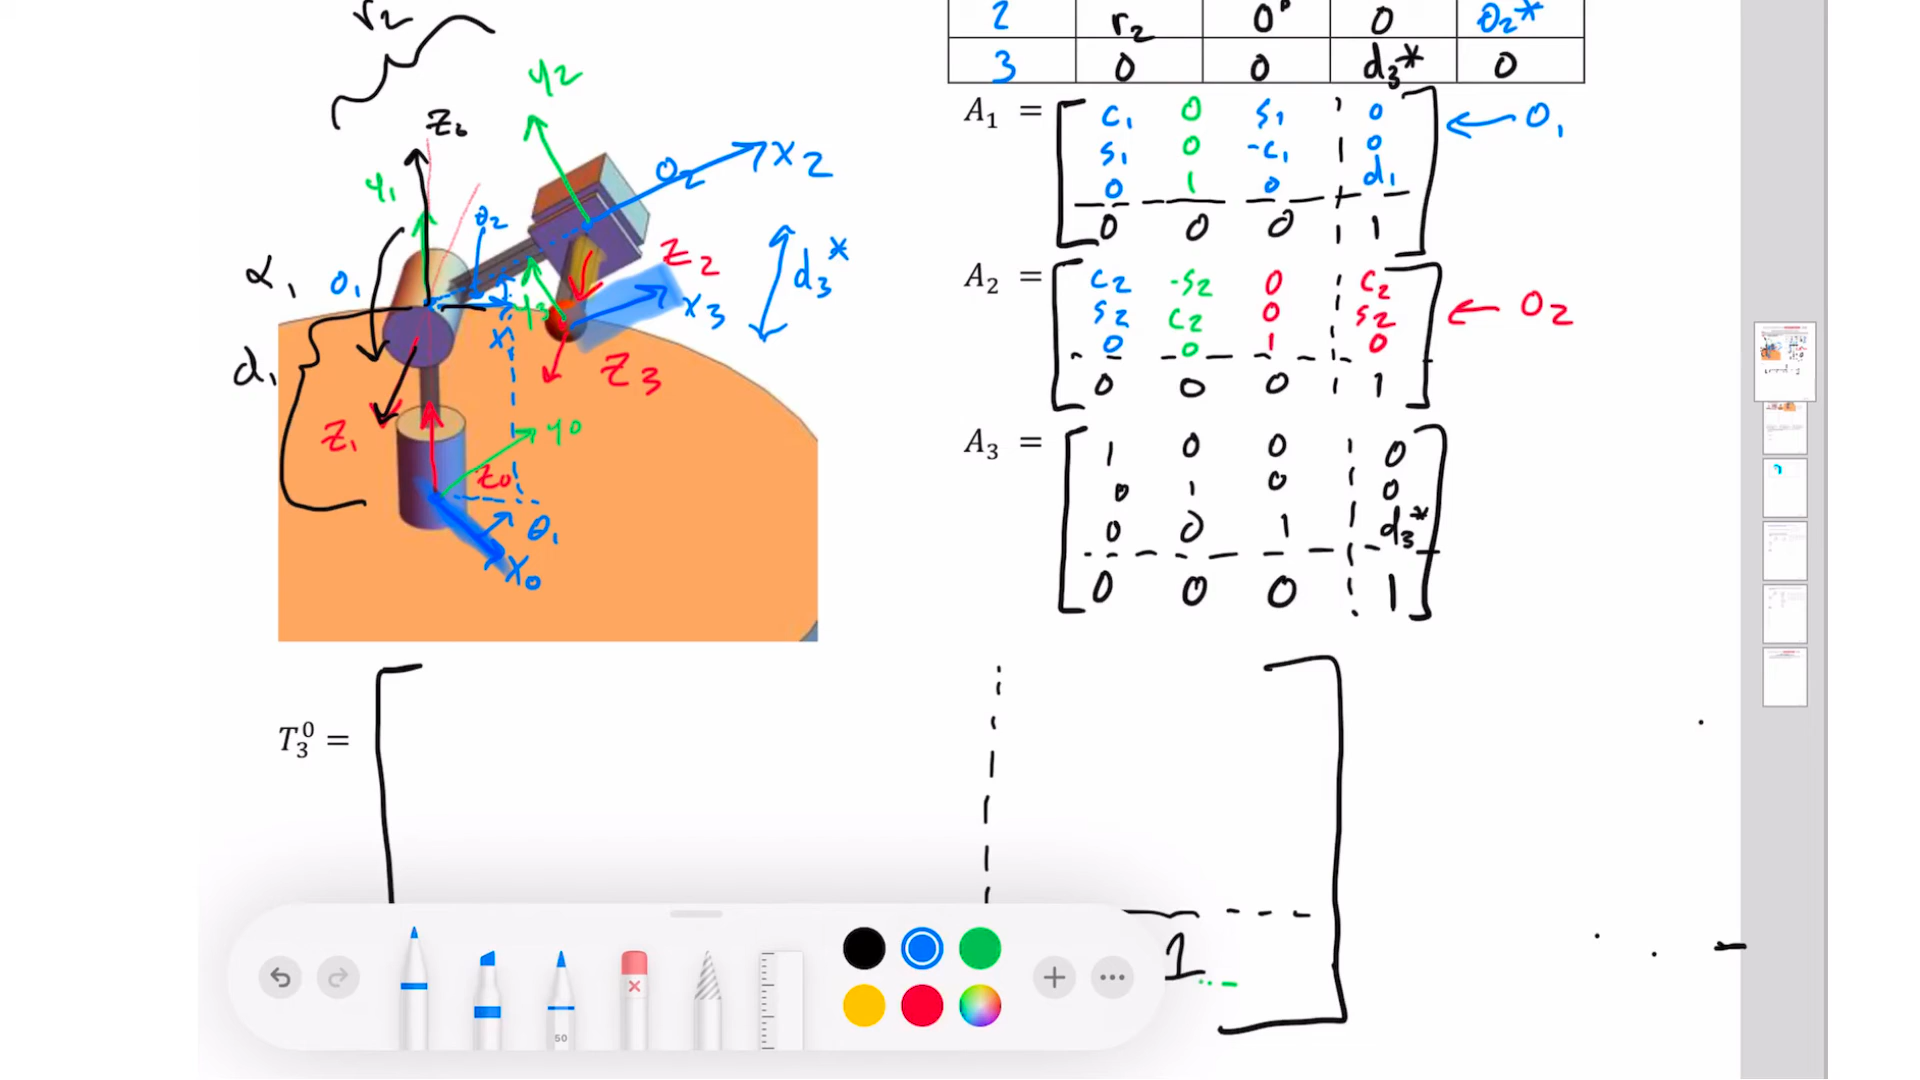 r₂
2 r₂ 0° 0 θ₂*
3 0 0 d₃* 0
y₂
z₀
x₂
O₂
y₁
θ₂
α₁
O₁
z₂
d₃*
x₃
y₃
x₁
z₃
d₁
z₁
y₀
z₀
θ₁
x₀
A₁ =
c₁ 0 s₁ 0
s₁ 0 -c₁ 0
0 1 0 d₁
0 0 0 1
← O₁
A₂ =
c₂ -s₂ 0 c₂
s₂ c₂ 0 s₂
0 0 1 0
0 0 0 1
← O₂
A₃ =
1 0 0 0
0 1 0 0
0 0 1 d₃*
0 0 0 1
T₃⁰ =
1
50